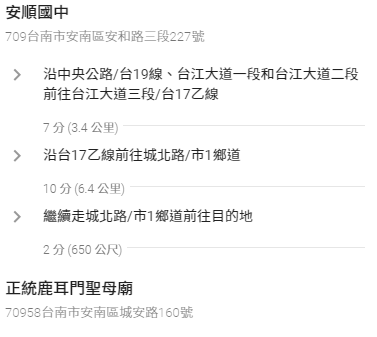 安順國中
709台南市安南區安和路三段227號
沿中央公路/台19線、台江大道一段和台江大道二段
前往台江大道三段/台17乙線
7 分 (3.4 公里)
沿台17乙線前往城北路/市1鄉道
10 分 (6.4 公里)
繼續走城北路/市1鄉道前往目的地
2 分 (650 公尺)
正統鹿耳門聖母廟
70958台南市安南區城安路160號